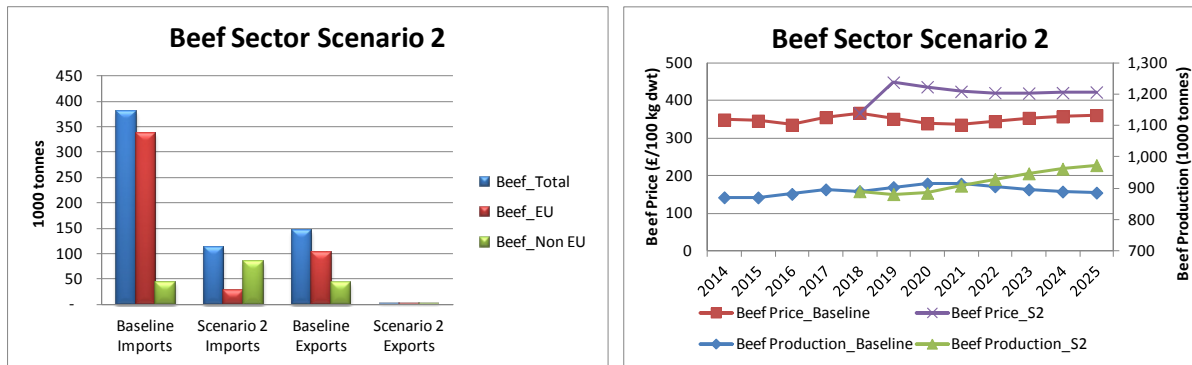 Beef Sector Scenario 2
450
400
350
300
250
200
150
100
50
-
1000 tonnes
Baseline Imports
Scenario 2 Imports
Baseline Exports
Scenario 2 Exports
Beef_Total
Beef_EU
Beef_Non EU
Beef Sector Scenario 2
Beef Price (£/100 kg dwt)
500
400
300
200
100
0
1,300
1,200
1,100
1,000
900
800
700
Beef Production (1000 tonnes)
2014
2015
2016
2017
2018
2019
2020
2021
2022
2023
2024
2025
Beef Price_Baseline
Beef Price_S2
Beef Production_Baseline
Beef Production_S2